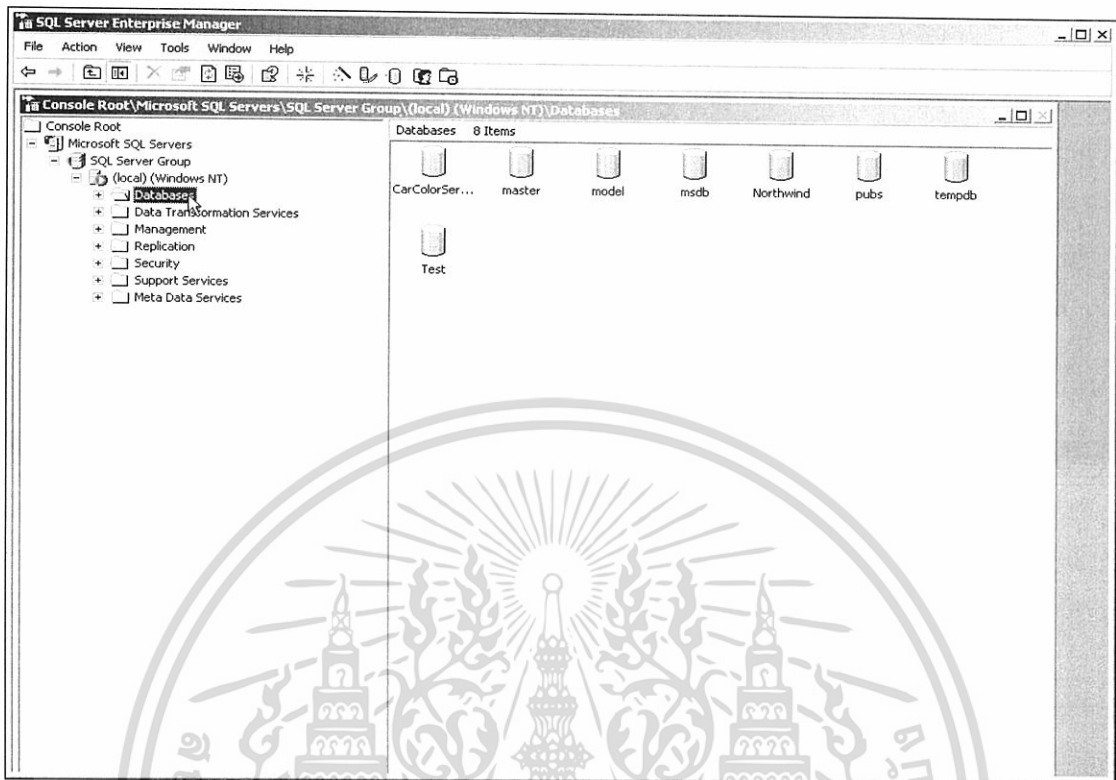 SQL Server Enterprise Manager
File Action View Tools Window Help
Console Root\Microsoft SQL Servers\SQL Server Group\(local) (Windows NT)\Databases
Console Root
Microsoft SQL Servers
SQL Server Group
(local) (Windows NT)
Databases
Data Transformation Services
Management
Replication
Security
Support Services
Meta Data Services
Databases 8 Items
CarColorSer... master model msdb Northwind pubs tempdb
Test